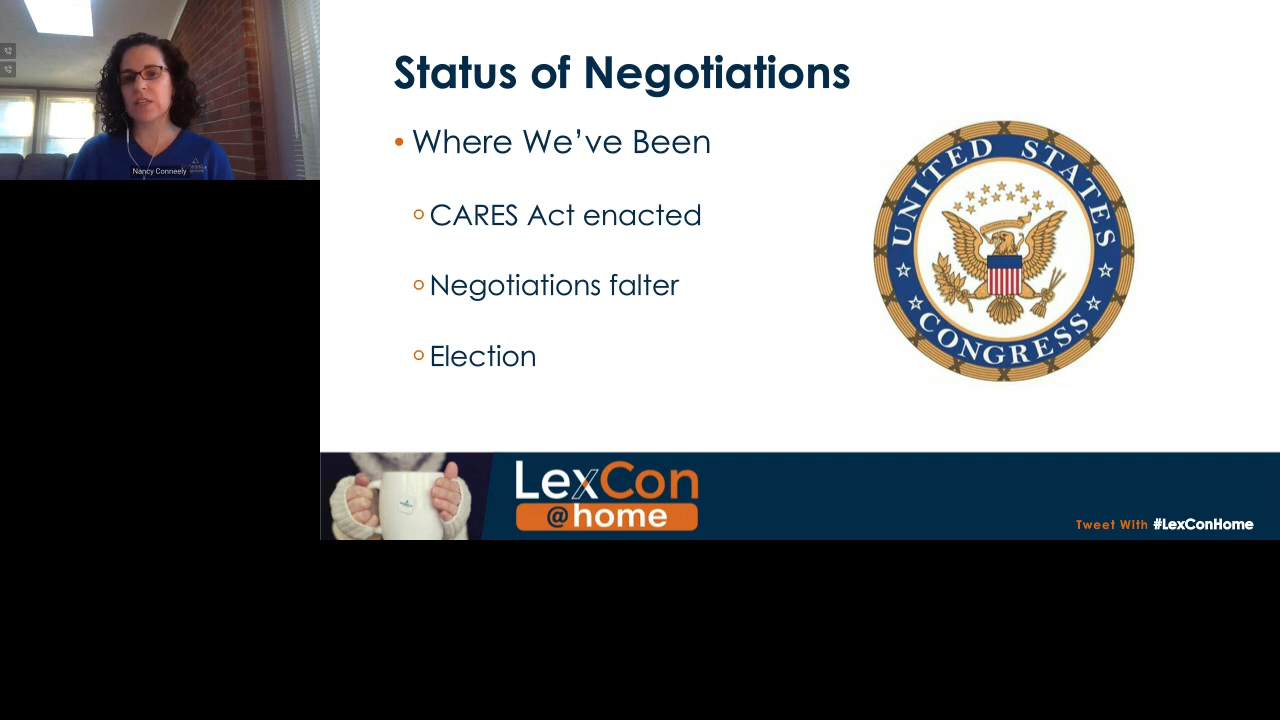 Nancy Conneely
Status of Negotiations
• Where We’ve Been
CARES Act enacted
Negotiations falter
Election
UNITED STATES
CONGRESS
LexCon
@home
Tweet With #LexConHome